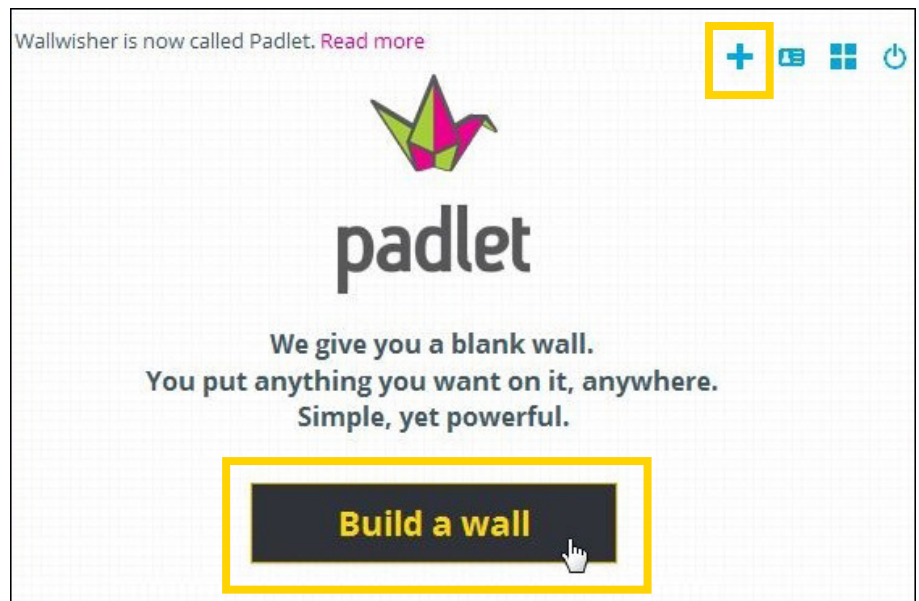 Wallwisher is now called Padlet. Read more
padlet
We give you a blank wall.
You put anything you want on it, anywhere.
Simple, yet powerful.
Build a wall